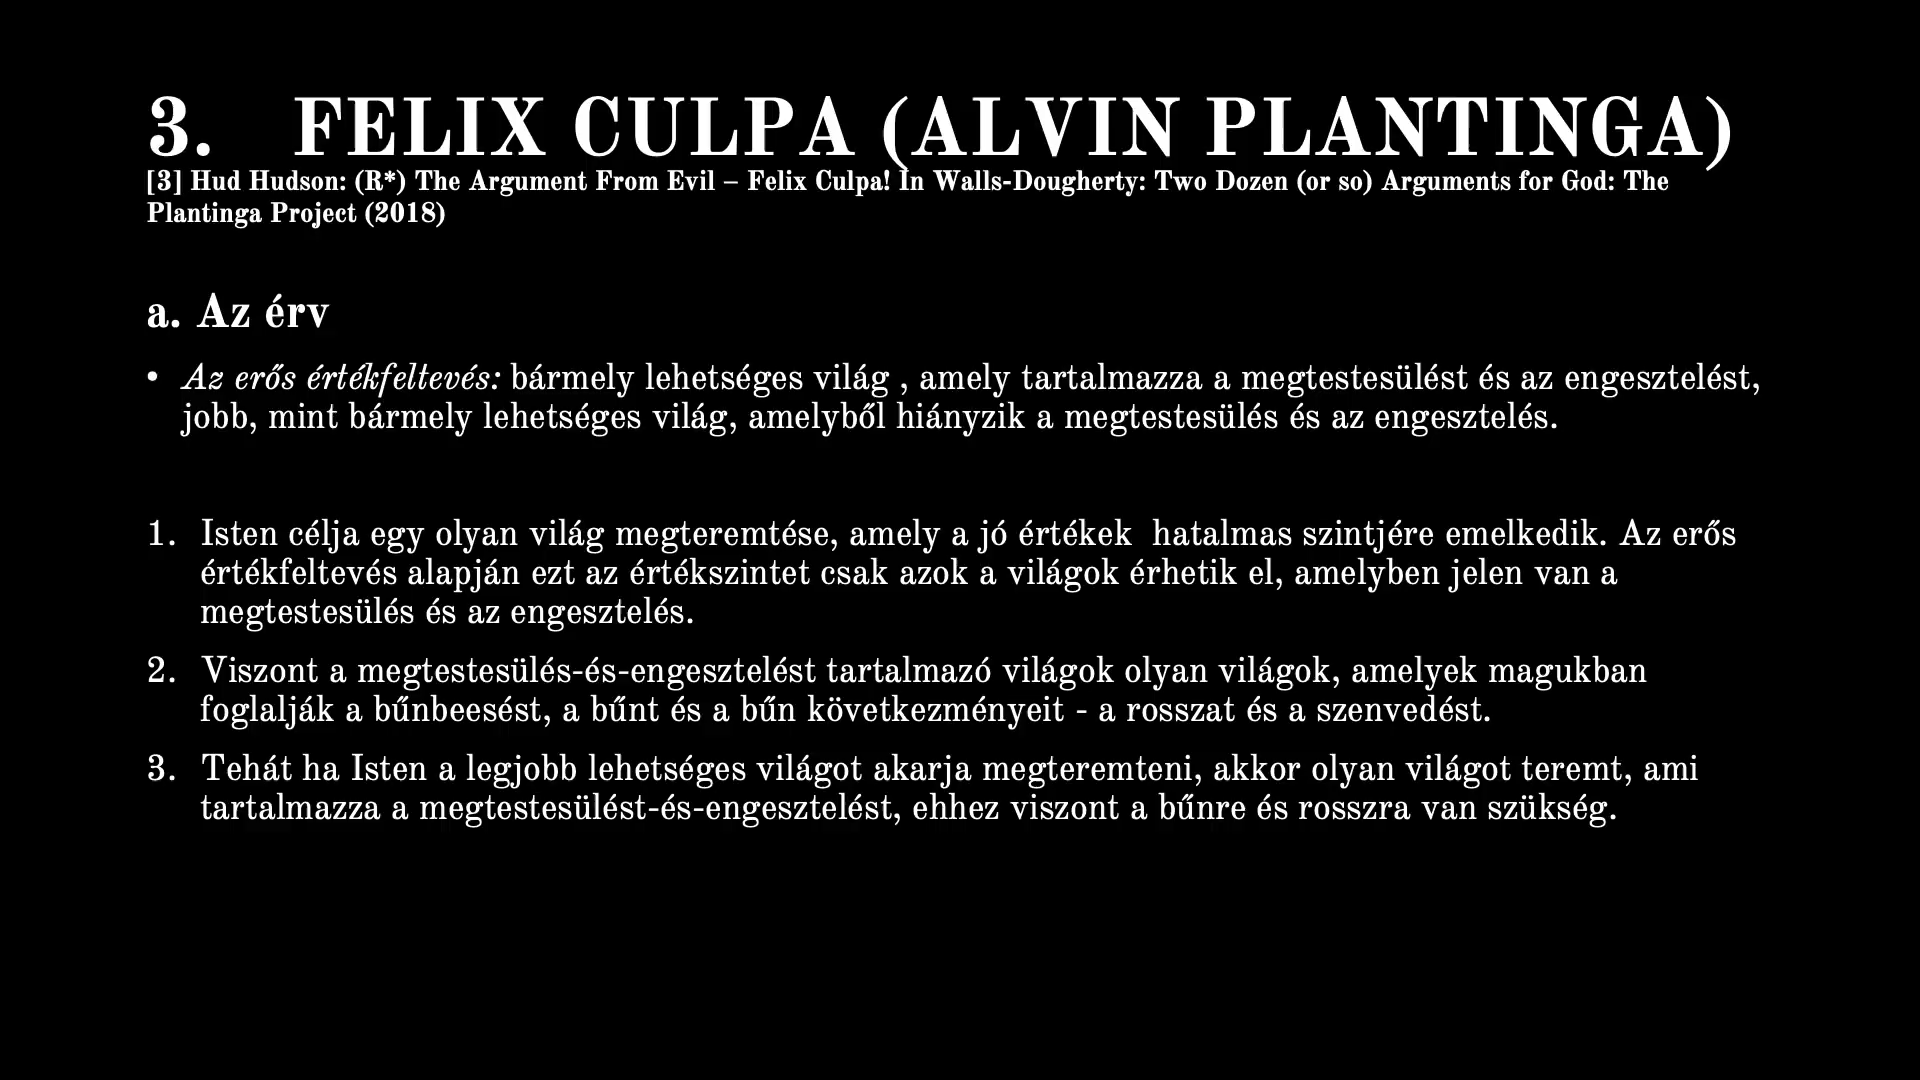 3. FELIX CULPA (ALVIN PLANTINGA)
[3] Hud Hudson: (R*) The Argument From Evil – Felix Culpa! In Walls-Dougherty: Two Dozen (or so) Arguments for God: The
Plantinga Project (2018)
a. Az érv
• Az erős értékfeltevés: bármely lehetséges világ , amely tartalmazza a megtestesülést és az engesztelést,
jobb, mint bármely lehetséges világ, amelyből hiányzik a megtestesülés és az engesztelés.
1. Isten célja egy olyan világ megteremtése, amely a jó értékek  hatalmas szintjére emelkedik. Az erős
értékfeltevés alapján ezt az értékszintet csak azok a világok érhetik el, amelyben jelen van a
megtestesülés és az engesztelés.
2. Viszont a megtestesülés-és-engesztelést tartalmazó világok olyan világok, amelyek magukban
foglalják a bűnbeesést, a bűnt és a bűn következményeit - a rosszat és a szenvedést.
3. Tehát ha Isten a legjobb lehetséges világot akarja megteremteni, akkor olyan világot teremt, ami
tartalmazza a megtestesülést-és-engesztelést, ehhez viszont a bűnre és rosszra van szükség.